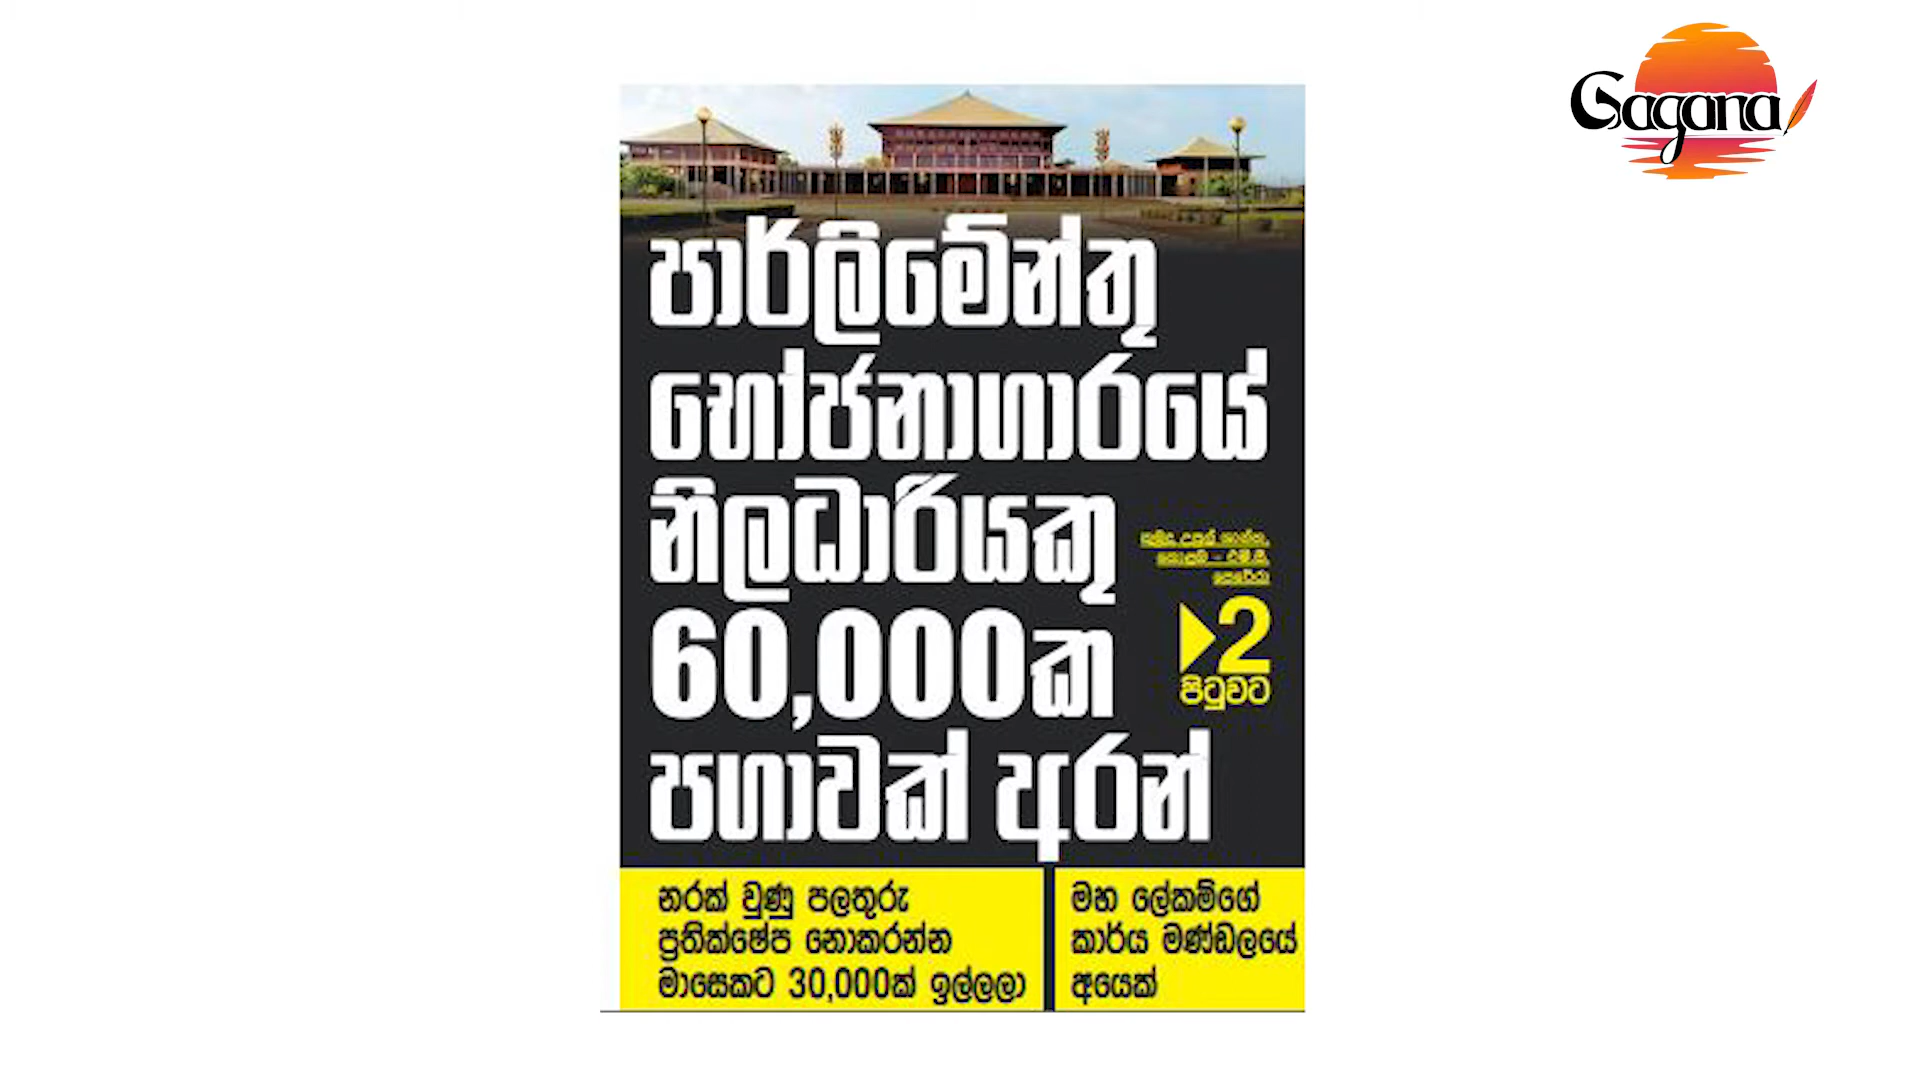 Gagana
පාර්ලිමේන්තු
භෝජනාගාරයේ
නිලධාරියකු
60,000ක
පගාවක් අරන්
2
පිටුවට
නරක් වුණු පලතුරු
ප්‍රතික්ෂේප නොකරන්න
මාසෙකට 30,000ක් ඉල්ලලා
මහ ලේකම්ගේ
කාර්ය මණ්ඩලයේ
අයෙක්